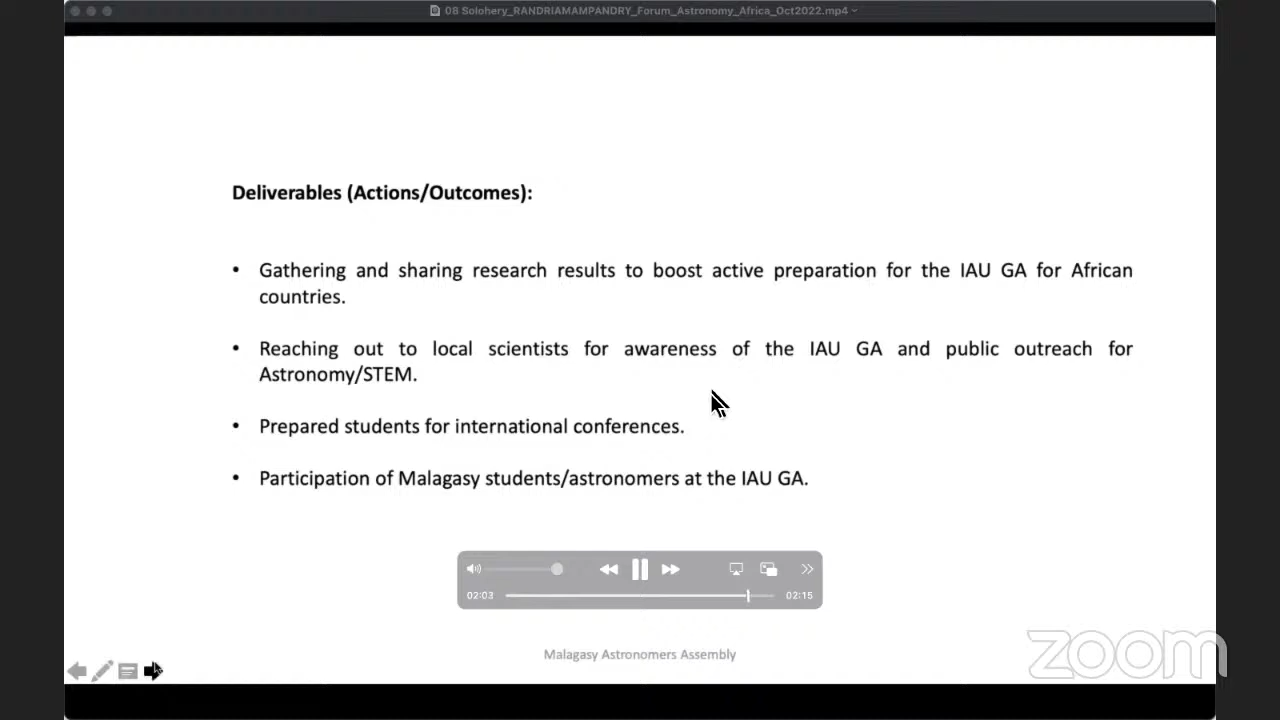 08 Solohery_RANDRIAMAMPANDRY_Forum_Astronomy_Africa_Oct2022.mp4
Deliverables (Actions/Outcomes):
• Gathering and sharing research results to boost active preparation for the IAU GA for African
countries.
• Reaching out to local scientists for awareness of the IAU GA and public outreach for
Astronomy/STEM.
• Prepared students for international conferences.
• Participation of Malagasy students/astronomers at the IAU GA.
02:03 02:15
Malagasy Astronomers Assembly
zoom